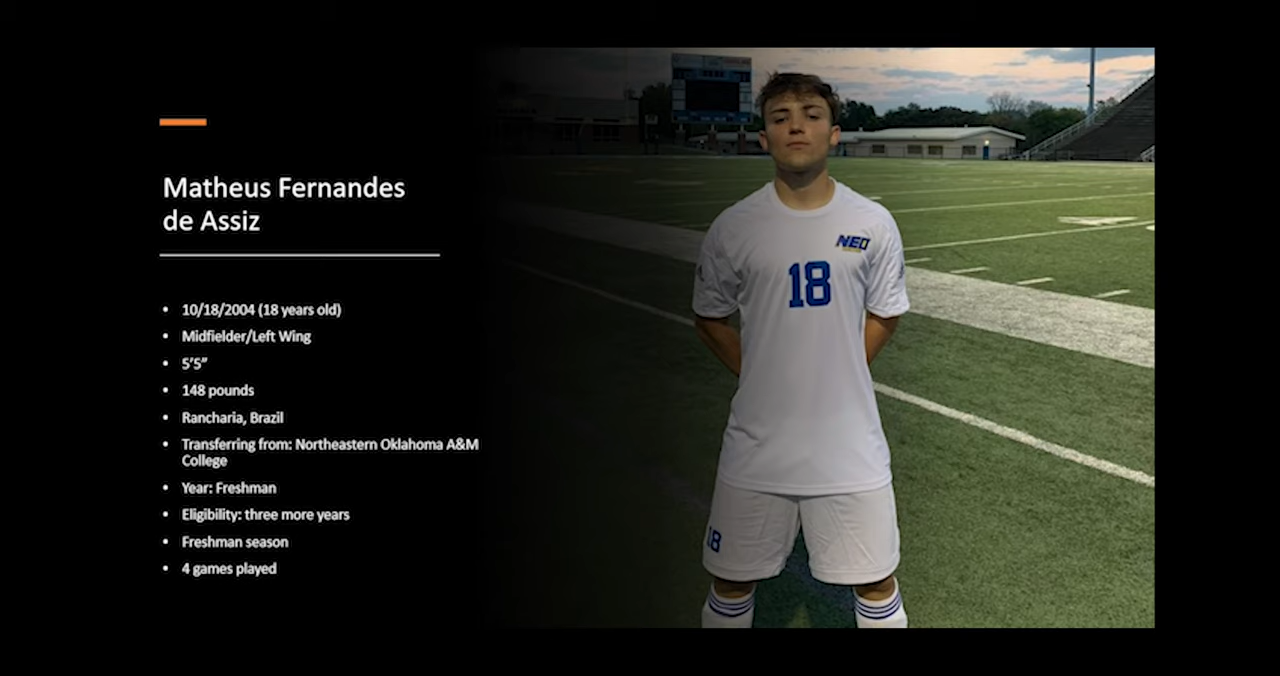 Matheus Fernandes
de Assiz
• 10/18/2004 (18 years old)
• Midfielder/Left Wing
• 5’5”
• 148 pounds
• Rancharia, Brazil
• Transferring from: Northeastern Oklahoma A&M
College
• Year: Freshman
• Eligibility: three more years
• Freshman season
• 4 games played
NEO
18
18